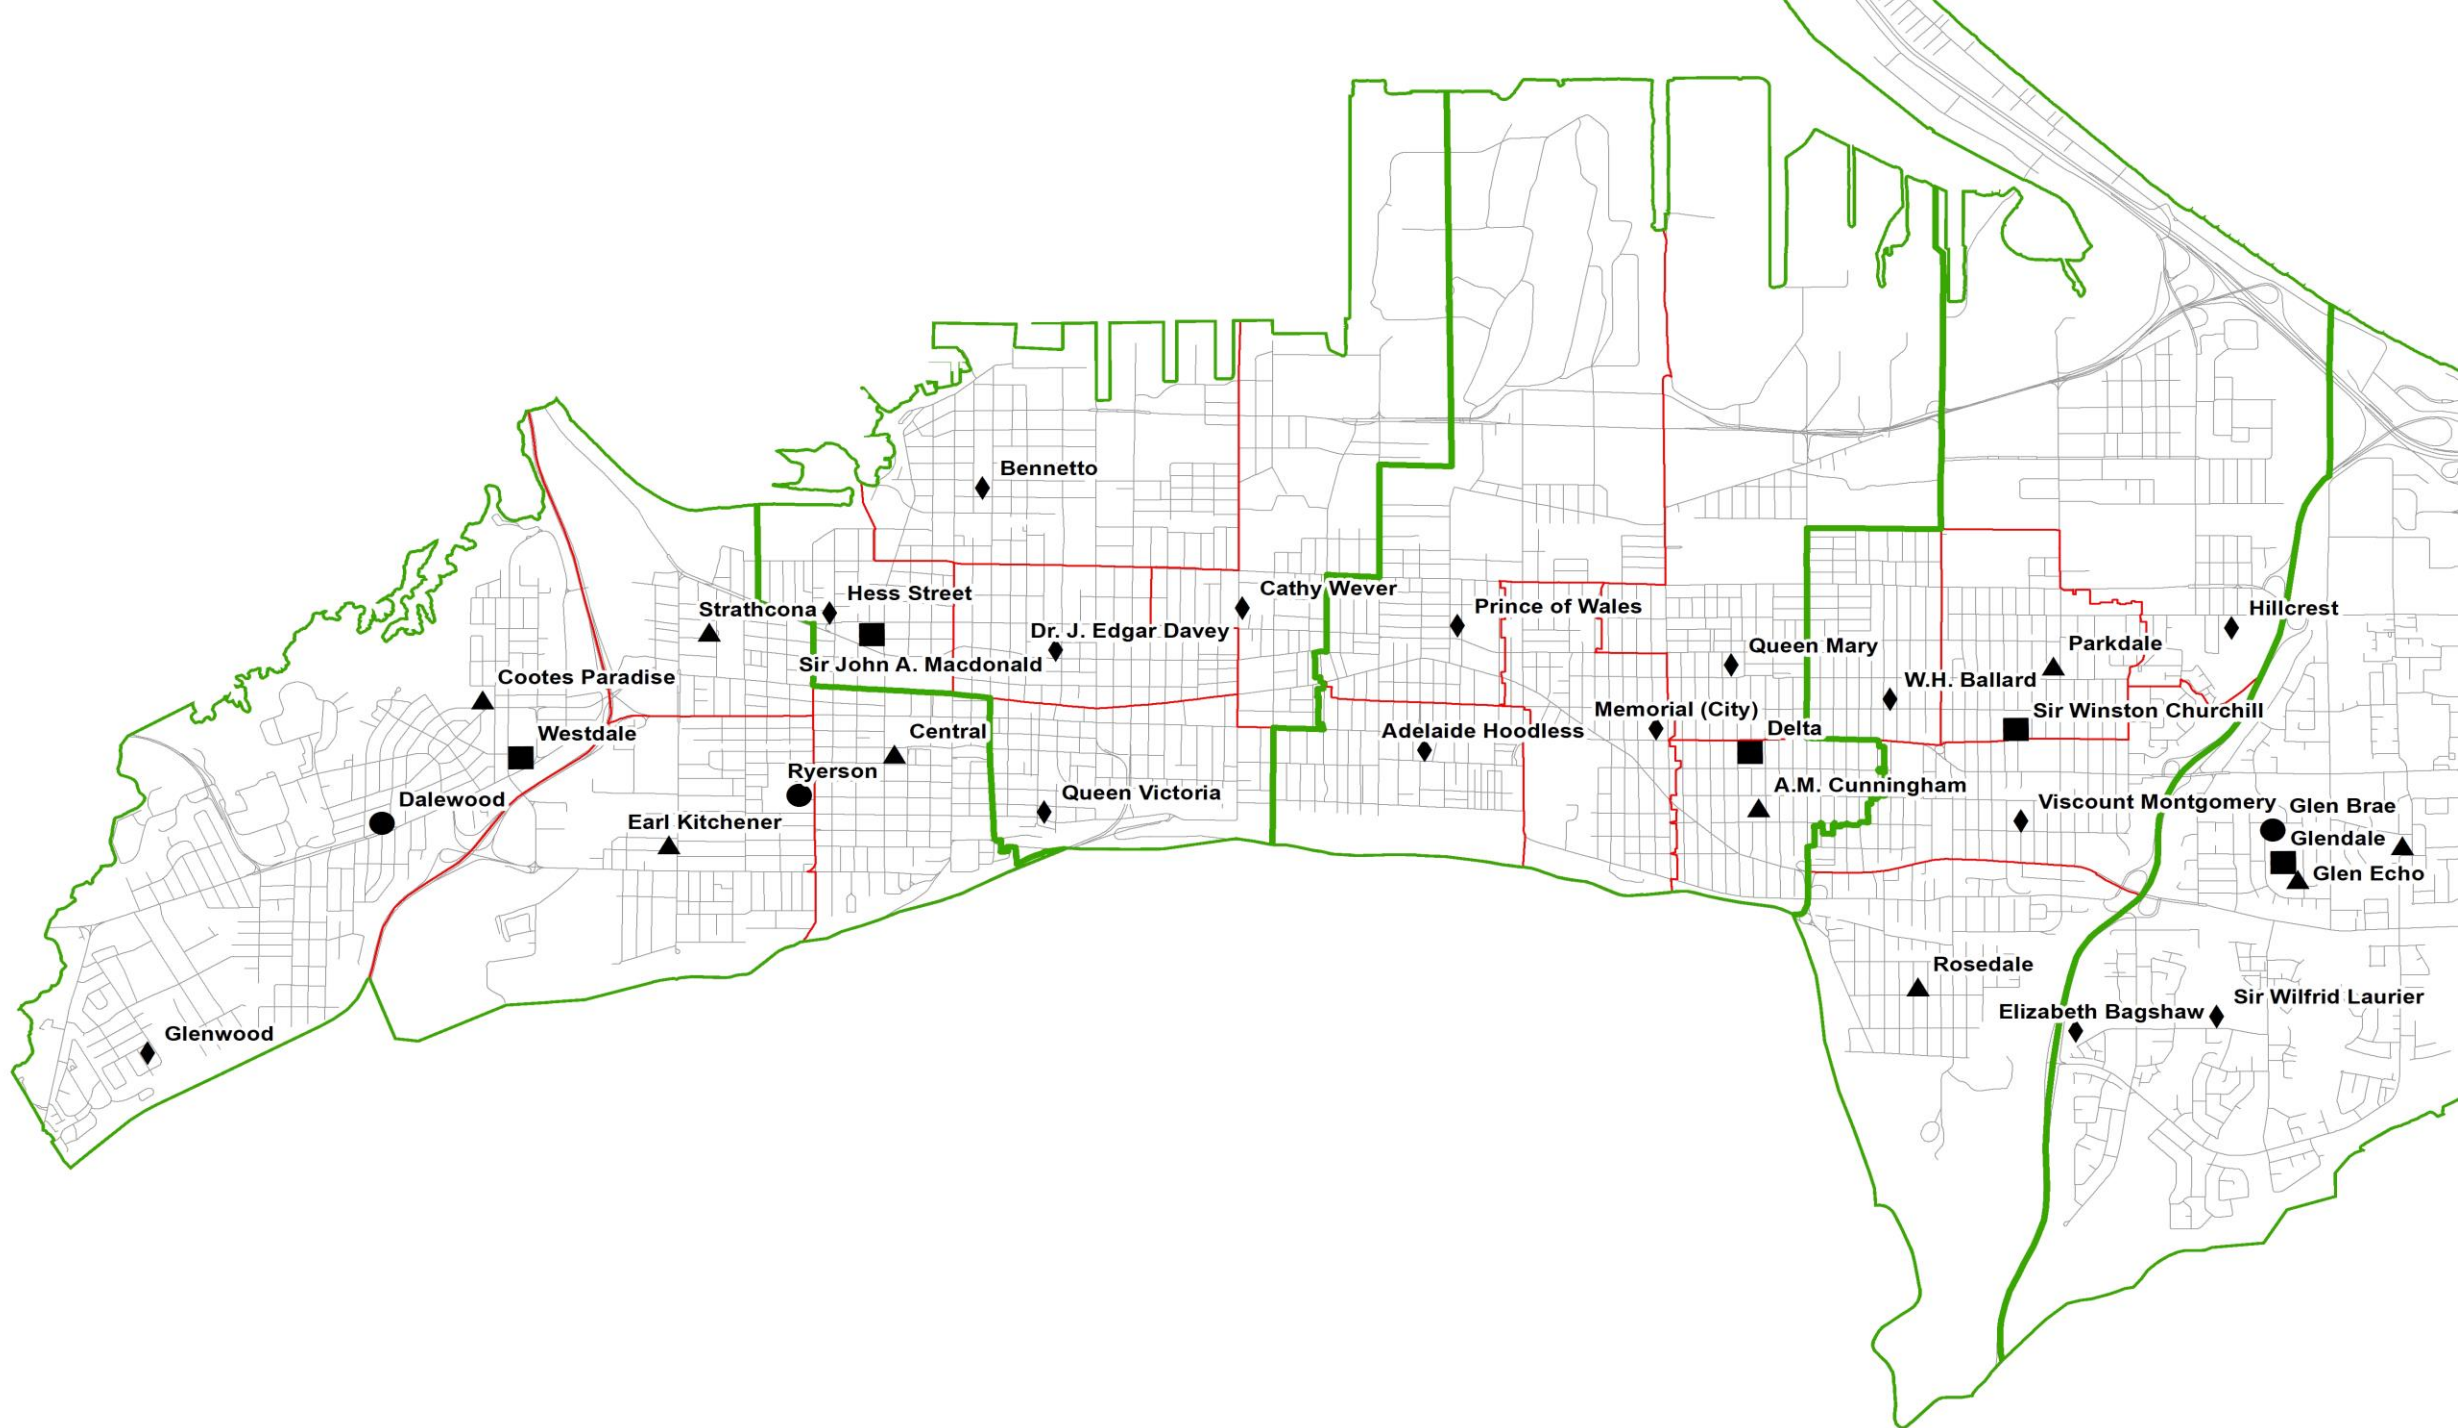 Bennetto
Hess Street
Cathy Wever
Strathcona
Prince of Wales
Hillcrest
Dr. J. Edgar Davey
Queen Mary
Parkdale
Sir John A. Macdonald
Cootes Paradise
W.H. Ballard
Memorial (City)
Sir Winston Churchill
Westdale
Central
Adelaide Hoodless
Delta
Ryerson
A.M. Cunningham
Dalewood
Queen Victoria
Viscount Montgomery
Glen Brae
Earl Kitchener
Glendale
Glen Echo
Rosedale
Sir Wilfrid Laurier
Elizabeth Bagshaw
Glenwood